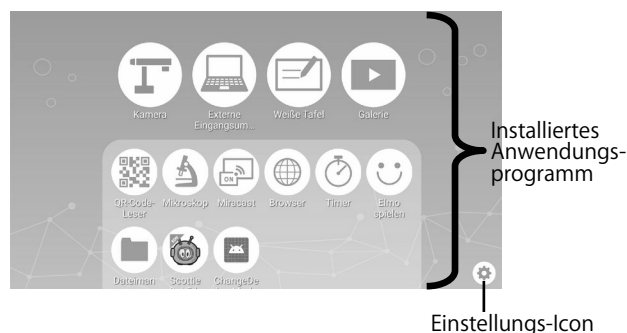 Kamera
Externe
Eingangsum...
Weiße Tafel
Galerie
Installiertes
Anwendungs-
programm
QR-Code-
Leser
Mikroskop
ON
Miracast
Browser
Timer
Elmo
spielen
Dateiman
Scottie
ChangeDe
Einstellungs-Icon